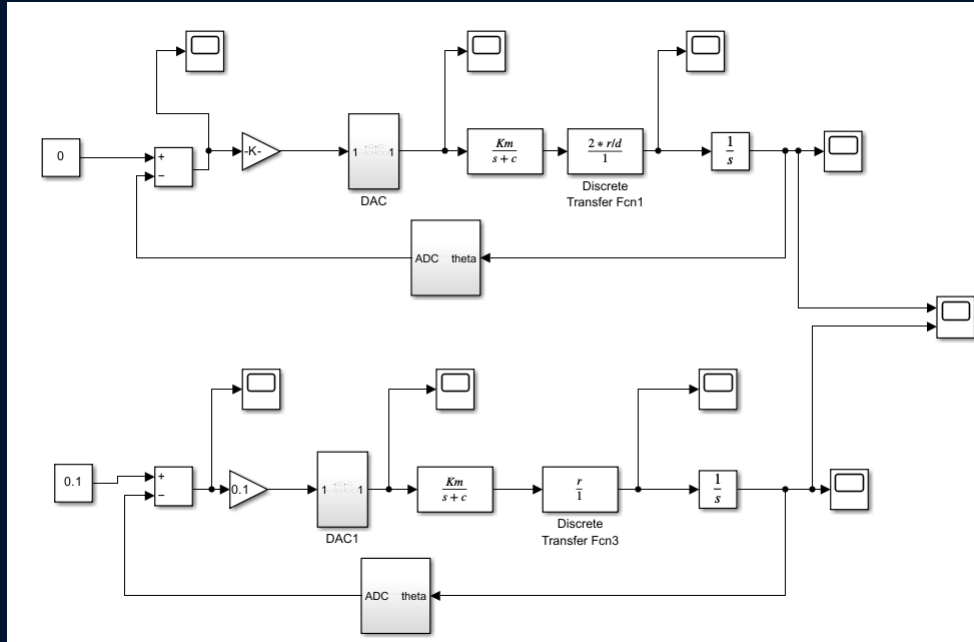 0
+
−
-K-
1 1
DAC
Km
s + c
2 * r/d
1
Discrete
Transfer Fcn1
1
s
ADC theta
0.1
+
−
0.1
1 1
DAC1
Km
s + c
r
1
Discrete
Transfer Fcn3
1
s
ADC theta